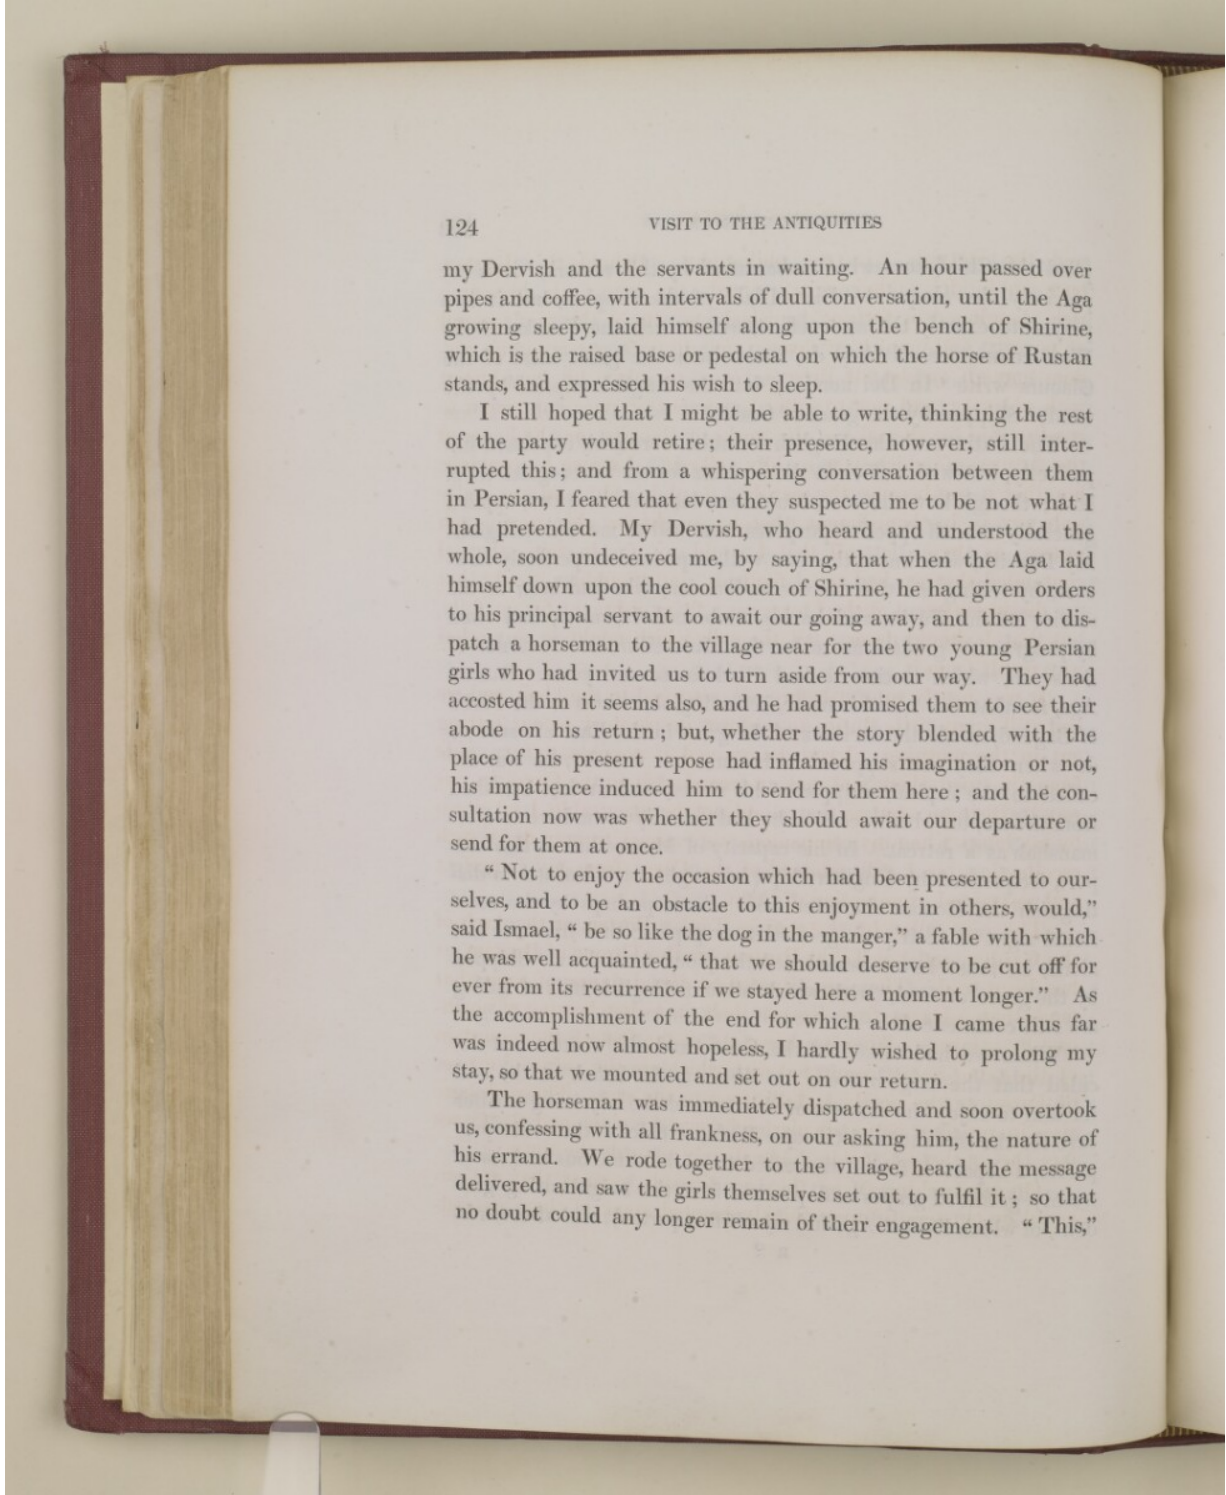 124 VISIT TO THE ANTIQUITIES
my Dervish and the servants in waiting. An hour passed over
pipes and coffee, with intervals of dull conversation, until the Aga
growing sleepy, laid himself along upon the bench of Shirine,
which is the raised base or pedestal on which the horse of Rustan
stands, and expressed his wish to sleep.
I still hoped that I might be able to write, thinking the rest
of the party would retire; their presence, however, still inter-
rupted this; and from a whispering conversation between them
in Persian, I feared that even they suspected me to be not what I
had pretended. My Dervish, who heard and understood the
whole, soon undeceived me, by saying, that when the Aga laid
himself down upon the cool couch of Shirine, he had given orders
to his principal servant to await our going away, and then to dis-
patch a horseman to the village near for the two young Persian
girls who had invited us to turn aside from our way. They had
accosted him it seems also, and he had promised them to see their
abode on his return; but, whether the story blended with the
place of his present repose had inflamed his imagination or not,
his impatience induced him to send for them here; and the con-
sultation now was whether they should await our departure or
send for them at once.
“ Not to enjoy the occasion which had been presented to our-
selves, and to be an obstacle to this enjoyment in others, would,”
said Ismael, “ be so like the dog in the manger,” a fable with which
he was well acquainted, “ that we should deserve to be cut off for
ever from its recurrence if we stayed here a moment longer.” As
the accomplishment of the end for which alone I came thus far
was indeed now almost hopeless, I hardly wished to prolong my
stay, so that we mounted and set out on our return.
The horseman was immediately dispatched and soon overtook
us, confessing with all frankness, on our asking him, the nature of
his errand. We rode together to the village, heard the message
delivered, and saw the girls themselves set out to fulfil it; so that
no doubt could any longer remain of their engagement. “ This,”